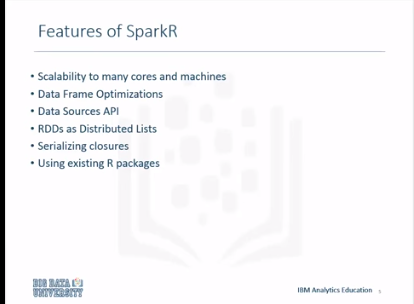 Features of SparkR
• Scalability to many cores and machines
• Data Frame Optimizations
• Data Sources API
• RDDs as Distributed Lists
• Serializing closures
• Using existing R packages
BIG DATA
UNIVERSITY
IBM Analytics Education